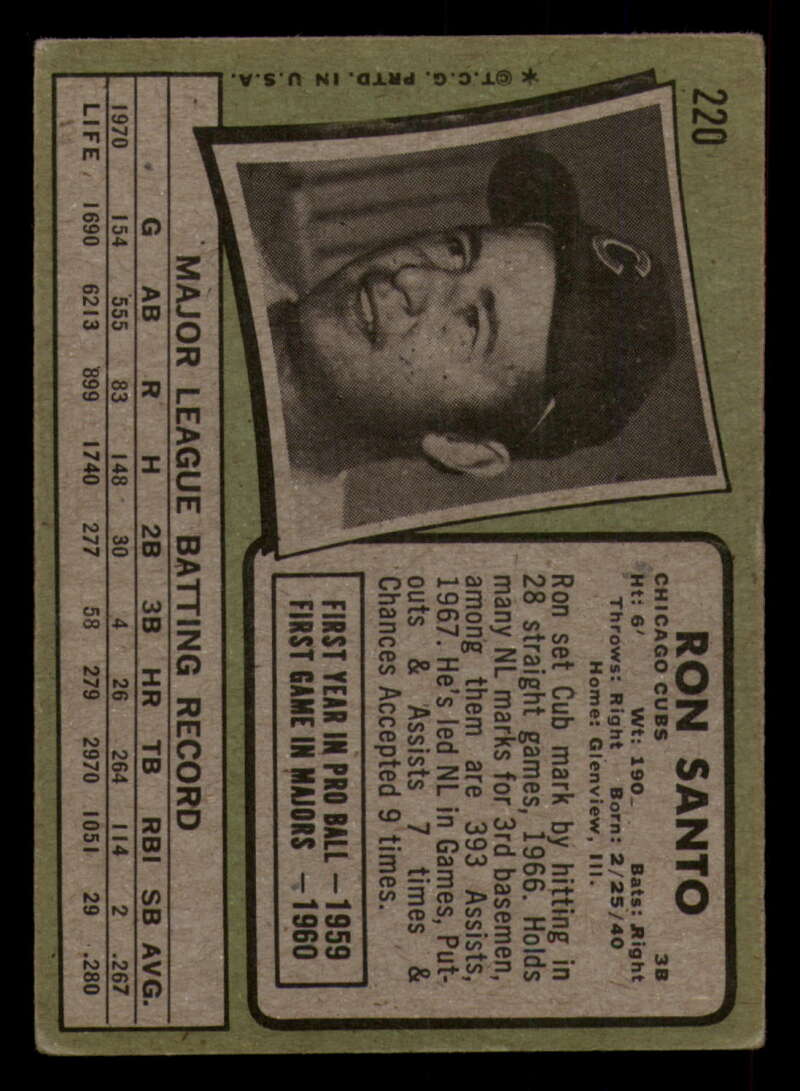 220
RON SANTO
CHICAGO CUBS 3B
Ht: 6' Wt: 190 Bats: Right
Throws: Right Born: 2/25/40
Home: Glenview, Ill.
Ron set Cub mark by hitting in
28 straight games, 1966. Holds
many NL marks for 3rd basemen,
among them are 393 Assists,
1967. He's led NL in Games, Put-
outs & Assists 7 times &
Chances Accepted 9 times.
FIRST YEAR IN PRO BALL — 1959
FIRST GAME IN MAJORS — 1960
C
MAJOR LEAGUE BATTING RECORD
G AB R H 2B 3B HR TB RBI SB AVG.
1970 154 555 83 148 30 4 26 264 114 2 .267
LIFE 1690 6213 899 1740 277 58 279 2970 1051 29 .280
* ©T.C.G. PRTD. IN U.S.A.